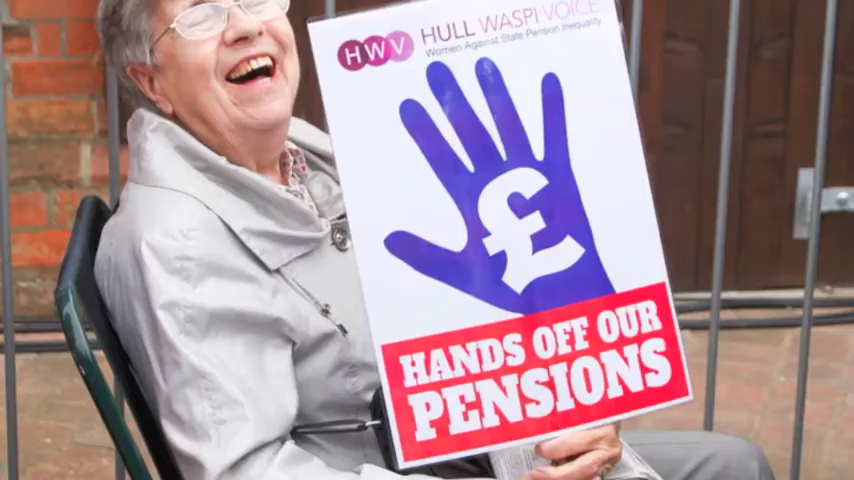 HWV
HULL WASPI VOICE
Women Against State Pension Inequality
£
HANDS OFF OUR
PENSIONS